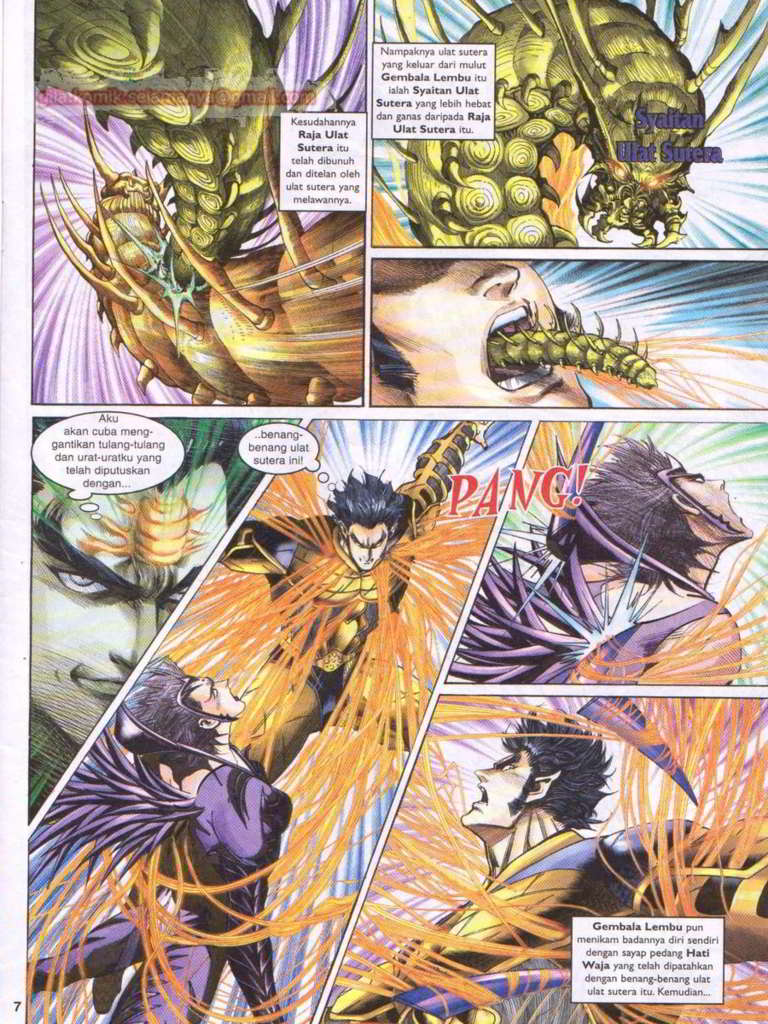 Kesudahannya
Raja Ulat
Sutera itu
telah dibunuh
dan ditelan oleh
ulat sutera yang
melawannya.
Nampaknya ulat sutera
yang keluar dari mulut
Gembala Lembu itu
ialah Syaitan Ulat
Sutera yang lebih hebat
dan ganas daripada Raja
Ulat Sutera itu.
Syaitan
Ulat Sutera
Aku
akan cuba meng-
gantikan tulang-tulang
dan urat-uratku yang
telah diputuskan
dengan...
..benang-
benang ulat
sutera ini!
PANG!
Gembala Lembu pun
menikam badannya diri sendiri
dengan sayap pedang Hati
Waja yang telah dipatahkan
dengan benang-benang ulat
ulat sutera itu. Kemudian...
7